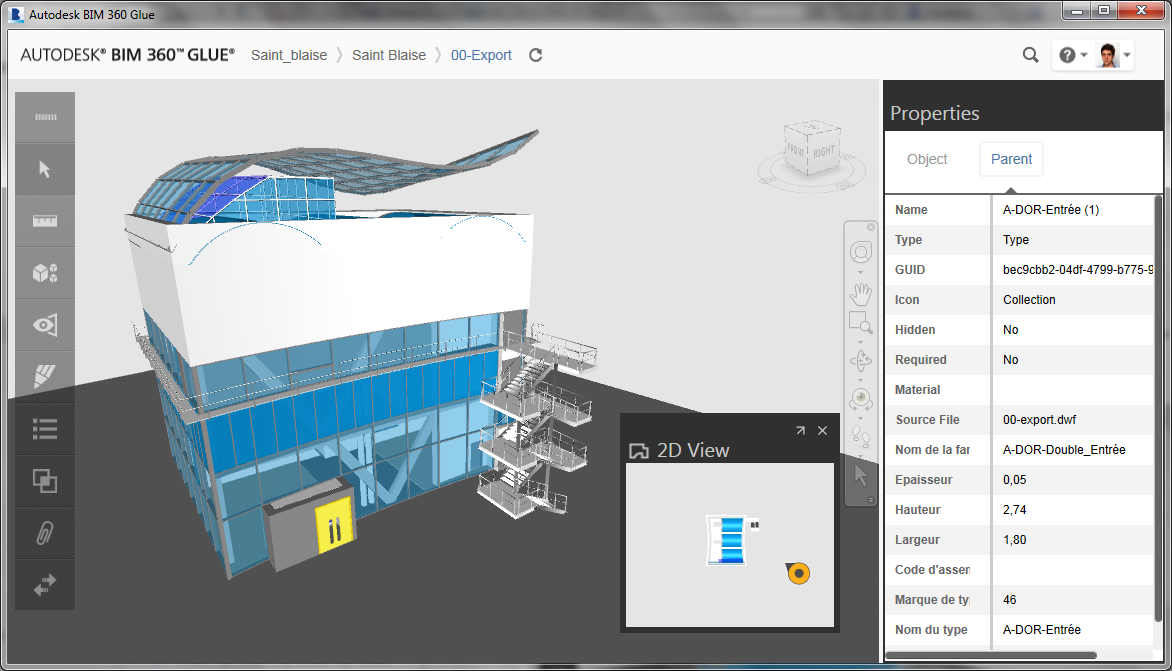 Autodesk BIM 360 Glue
AUTODESK® BIM 360™ GLUE® Saint_blaise Saint Blaise 00-Export
FRONT RIGHT
Properties
Object Parent
Name A-DOR-Entrée (1)
Type Type
GUID bec9cbb2-04df-4799-b775-9
Icon Collection
Hidden No
Required No
Material
Source File 00-export.dwf
Nom de la far A-DOR-Double_Entrée
Epaisseur 0,05
Hauteur 2,74
Largeur 1,80
Code d'assen
Marque de ty 46
Nom du type A-DOR-Entrée
2D View